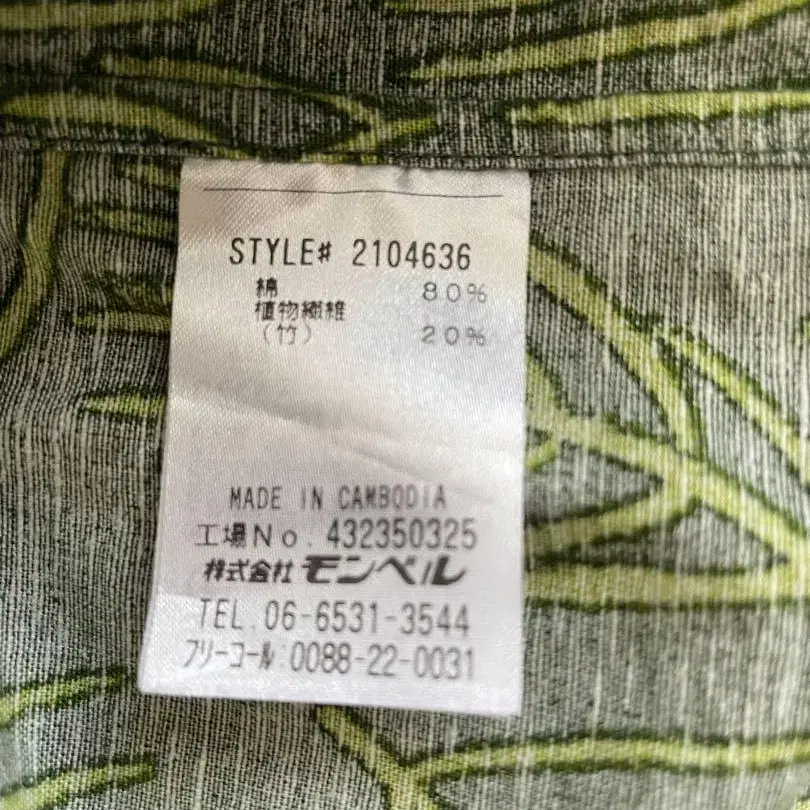 STYLE# 2104636
綿 80%
植物繊維
(竹) 20%
MADE IN CAMBODIA
工場No. 432350325
株式会社 モンベル
TEL.06-6531-3544
フリーコール:0088-22-0031